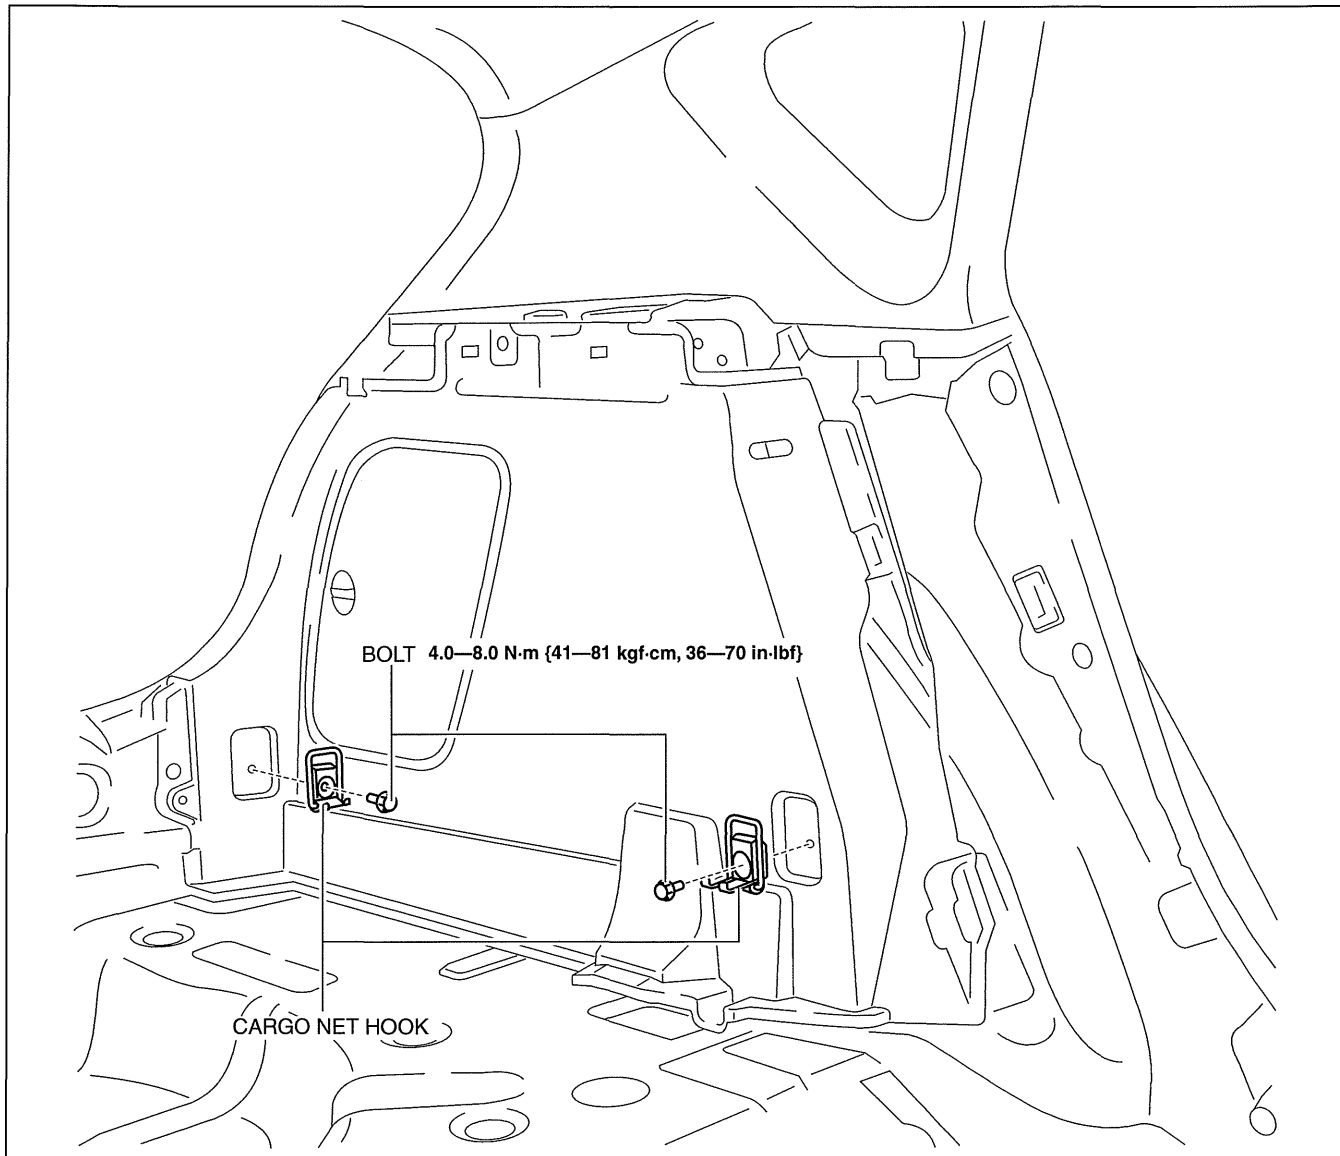 BOLT 4.0—8.0 N·m {41—81 kgf·cm, 36—70 in·lbf}
CARGO NET HOOK